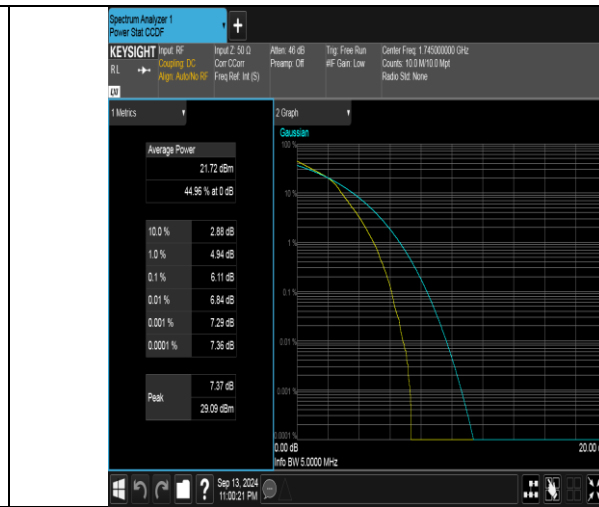 Spectrum Analyzer 1
Power Stat CCDF
KEYSIGHT
RL
Input: RF
Coupling: DC
Align: Auto/No RF
Input Z: 50 Ω
Corr CCorr
Freq Ref: Int (S)
Atten: 46 dB
Preamp: Off
Trig: Free Run
#IF Gain: Low
Center Freq: 1.745000000 GHz
Counts: 10.0 M/10.0 Mpt
Radio Std: None
LXI
1 Metrics
Average Power
21.72 dBm
44.96 % at 0 dB
10.0 % 2.88 dB
1.0 % 4.94 dB
0.1 % 6.11 dB
0.01 % 6.84 dB
0.001 % 7.29 dB
0.0001 % 7.36 dB
Peak
7.37 dB
29.09 dBm
2 Graph
Gaussian
100 %
10 %
1 %
0.1 %
0.01 %
0.001 %
0.0001 %
0.00 dB
20.00
Info BW 5.0000 MHz
?
Sep 13, 2024
11:00:21 PM